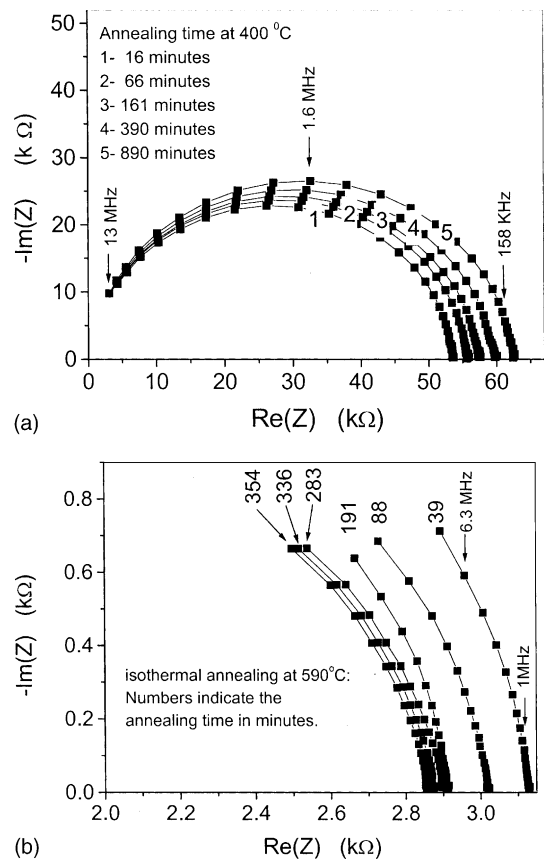 50
40
30
20
10
0
-Im(Z) (k Ω)
Annealing time at 400 °C
1- 16 minutes
2- 66 minutes
3- 161 minutes
4- 390 minutes
5- 890 minutes
13 MHz
1.6 MHz
158 KHz
1
2
3
4
5
0 10 20 30 40 50 60 70
Re(Z) (kΩ)
(a)
0.8
0.6
0.4
0.2
0.0
-Im(Z) (kΩ)
354
336
283
191
88
39
6.3 MHz
1MHz
isothermal annealing at 590°C:
Numbers indicate the
annealing time in minutes.
2.0 2.2 2.4 2.6 2.8 3.0
Re(Z) (kΩ)
(b)